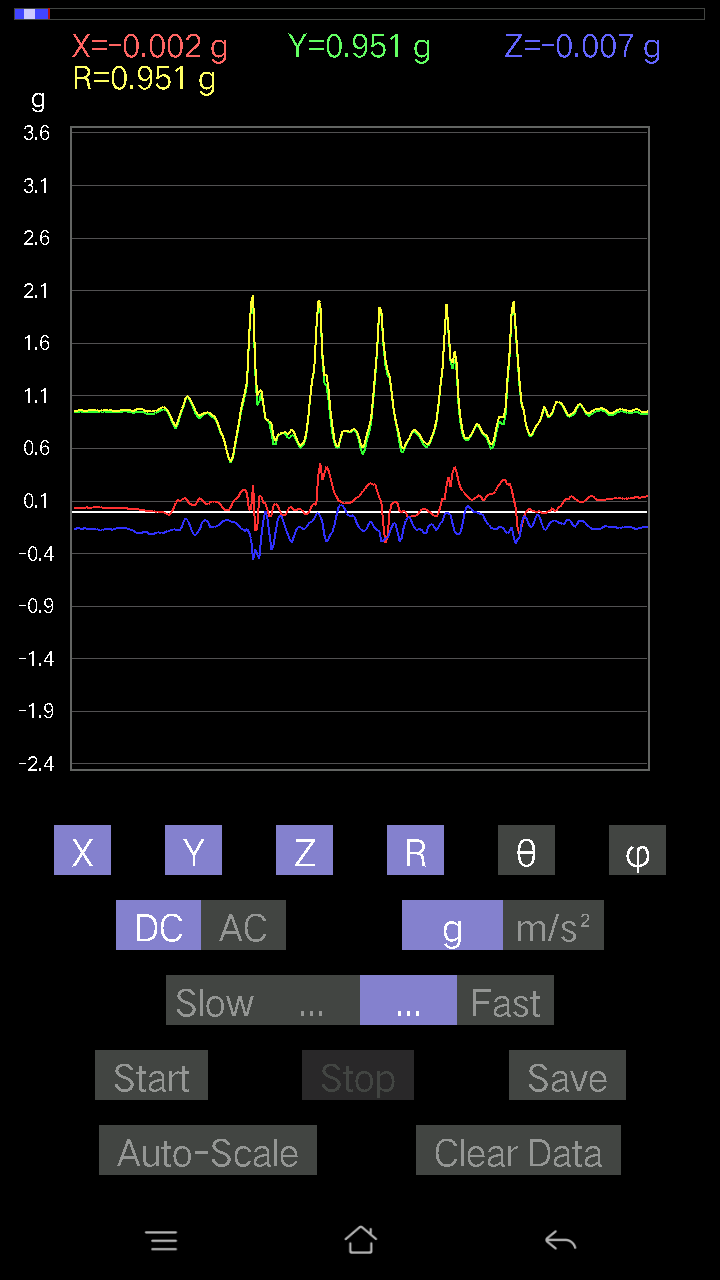 X=-0.002 g Y=0.951 g Z=-0.007 g
R=0.951 g
g
3.6
3.1
2.6
2.1
1.6
1.1
0.6
0.1
-0.4
-0.9
-1.4
-1.9
-2.4
X Y Z R θ φ
DC AC g m/s²
Slow ... ... Fast
Start Stop Save
Auto-Scale Clear Data